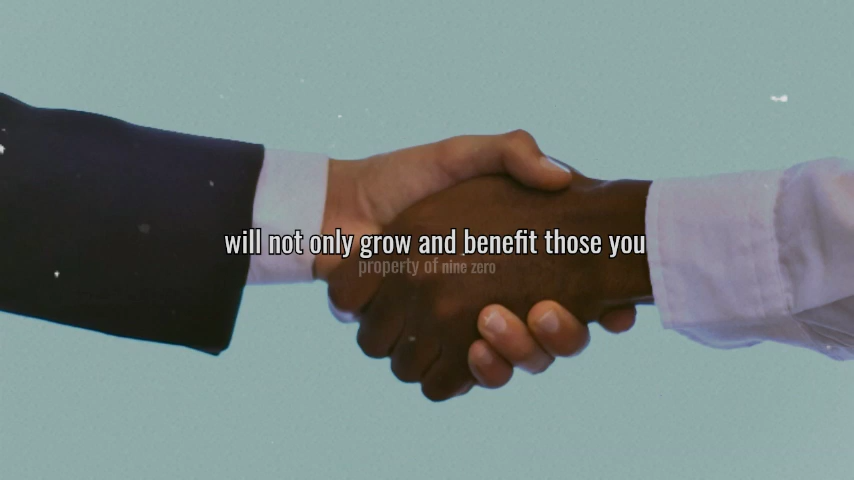 will not only grow and benefit those you
property of nine zero